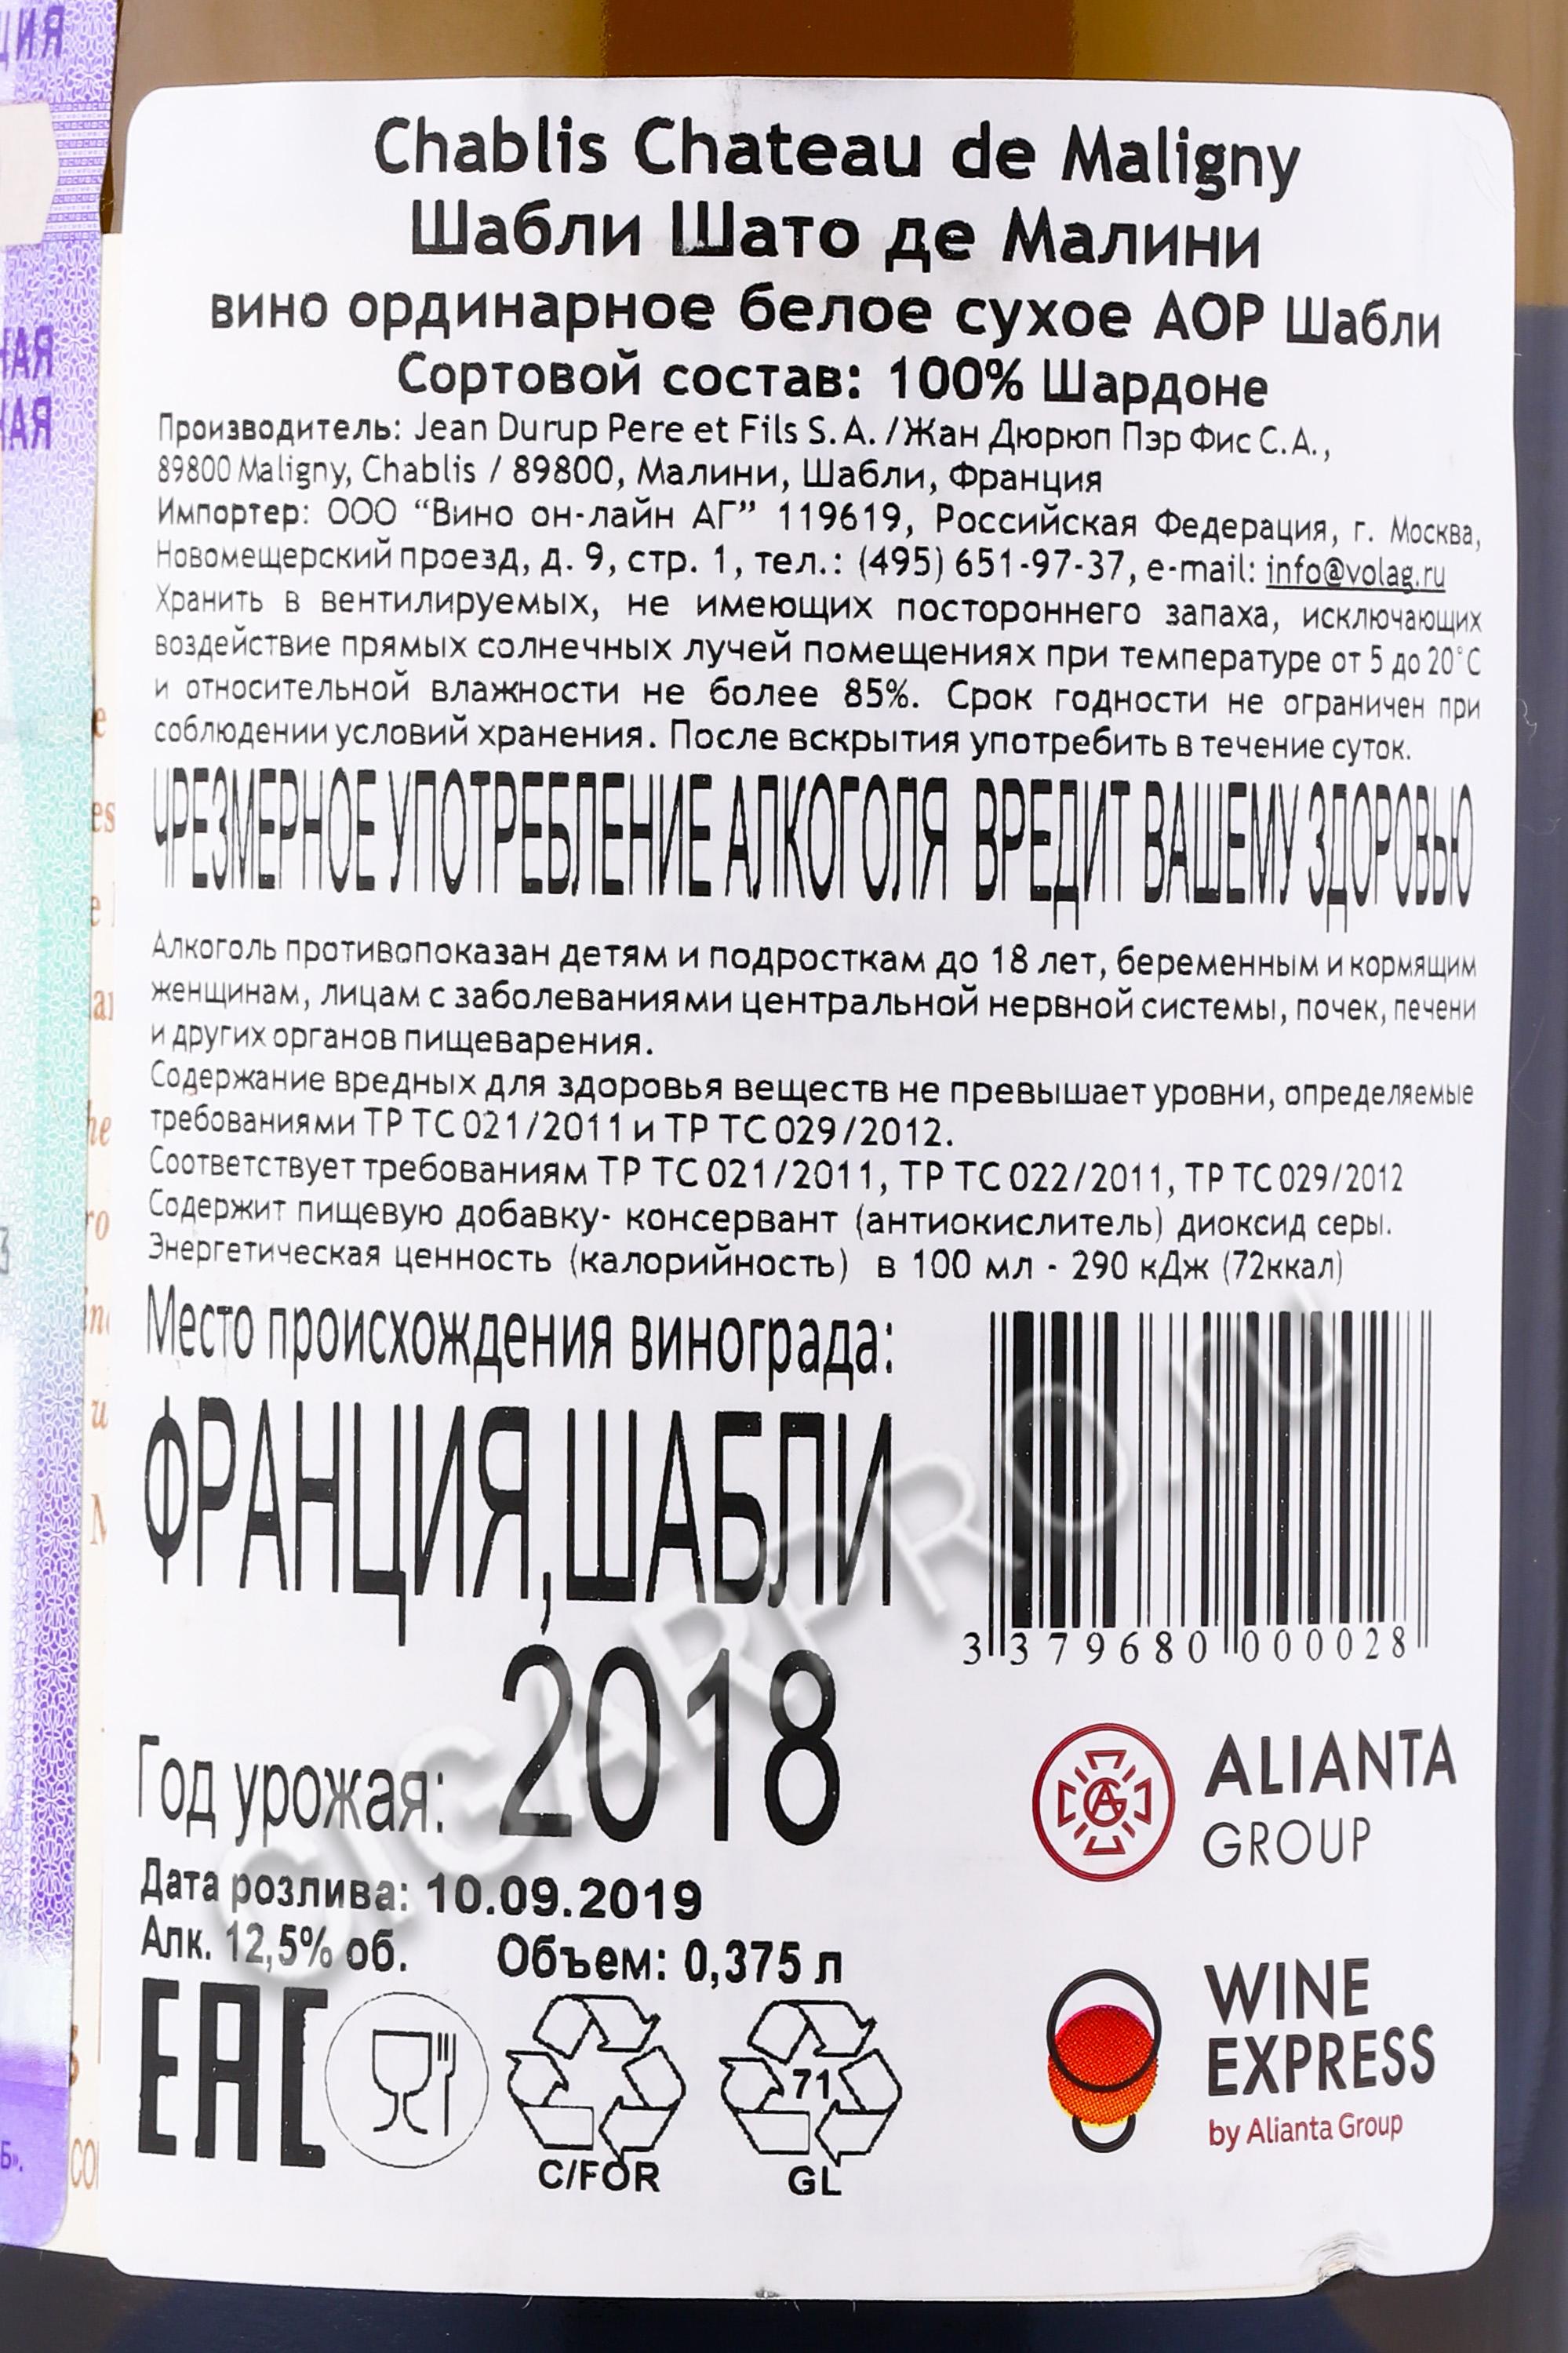 Chablis Chateau de Maligny
Шабли Шато де Малини
вино ординарное белое сухое АОР Шабли
Сортовой состав: 100% Шардоне
Производитель: Jean Durup Pere et Fils S.A. /Жан Дюрюп Пэр Фис С.А.,
89800 Maligny, Chablis / 89800, Малини, Шабли, Франция
Импортер: ООО “Вино он-лайн АГ” 119619, Российская Федерация, г. Москва,
Новомещерский проезд, д. 9, стр. 1, тел.: (495) 651-97-37, e-mail: info@volag.ru
Хранить в вентилируемых, не имеющих постороннего запаха, исключающих
воздействие прямых солнечных лучей помещениях при температуре от 5 до 20°С
и относительной влажности не более 85%. Срок годности не ограничен при
соблюдении условий хранения. После вскрытия употребить в течение суток.
ЧРЕЗМЕРНОЕ УПОТРЕБЛЕНИЕ АЛКОГОЛЯ ВРЕДИТ ВАШЕМУ ЗДОРОВЬЮ
Алкоголь противопоказан детям и подросткам до 18 лет, беременным и кормящим
женщинам, лицам с заболеваниями центральной нервной системы, почек, печени
и других органов пищеварения.
Содержание вредных для здоровья веществ не превышает уровни, определяемые
требованиями ТР ТС 021/2011 и ТР ТС 029/2012.
Соответствует требованиям ТР ТС 021/2011, ТР ТС 022/2011, ТР ТС 029/2012
Содержит пищевую добавку- консервант (антиокислитель) диоксид серы.
Энергетическая ценность (калорийность) в 100 мл - 290 кДж (72ккал)
Место происхождения винограда:
ФРАНЦИЯ,ШАБЛИ
3 379680 000028
Год урожая: 2018
Дата розлива: 10.09.2019
Алк. 12,5% об. Объем: 0,375 л
EAC
C/FOR
71
GL
ALIANTA
GROUP
WINE
EXPRESS
by Alianta Group
CIGARPRO.ru